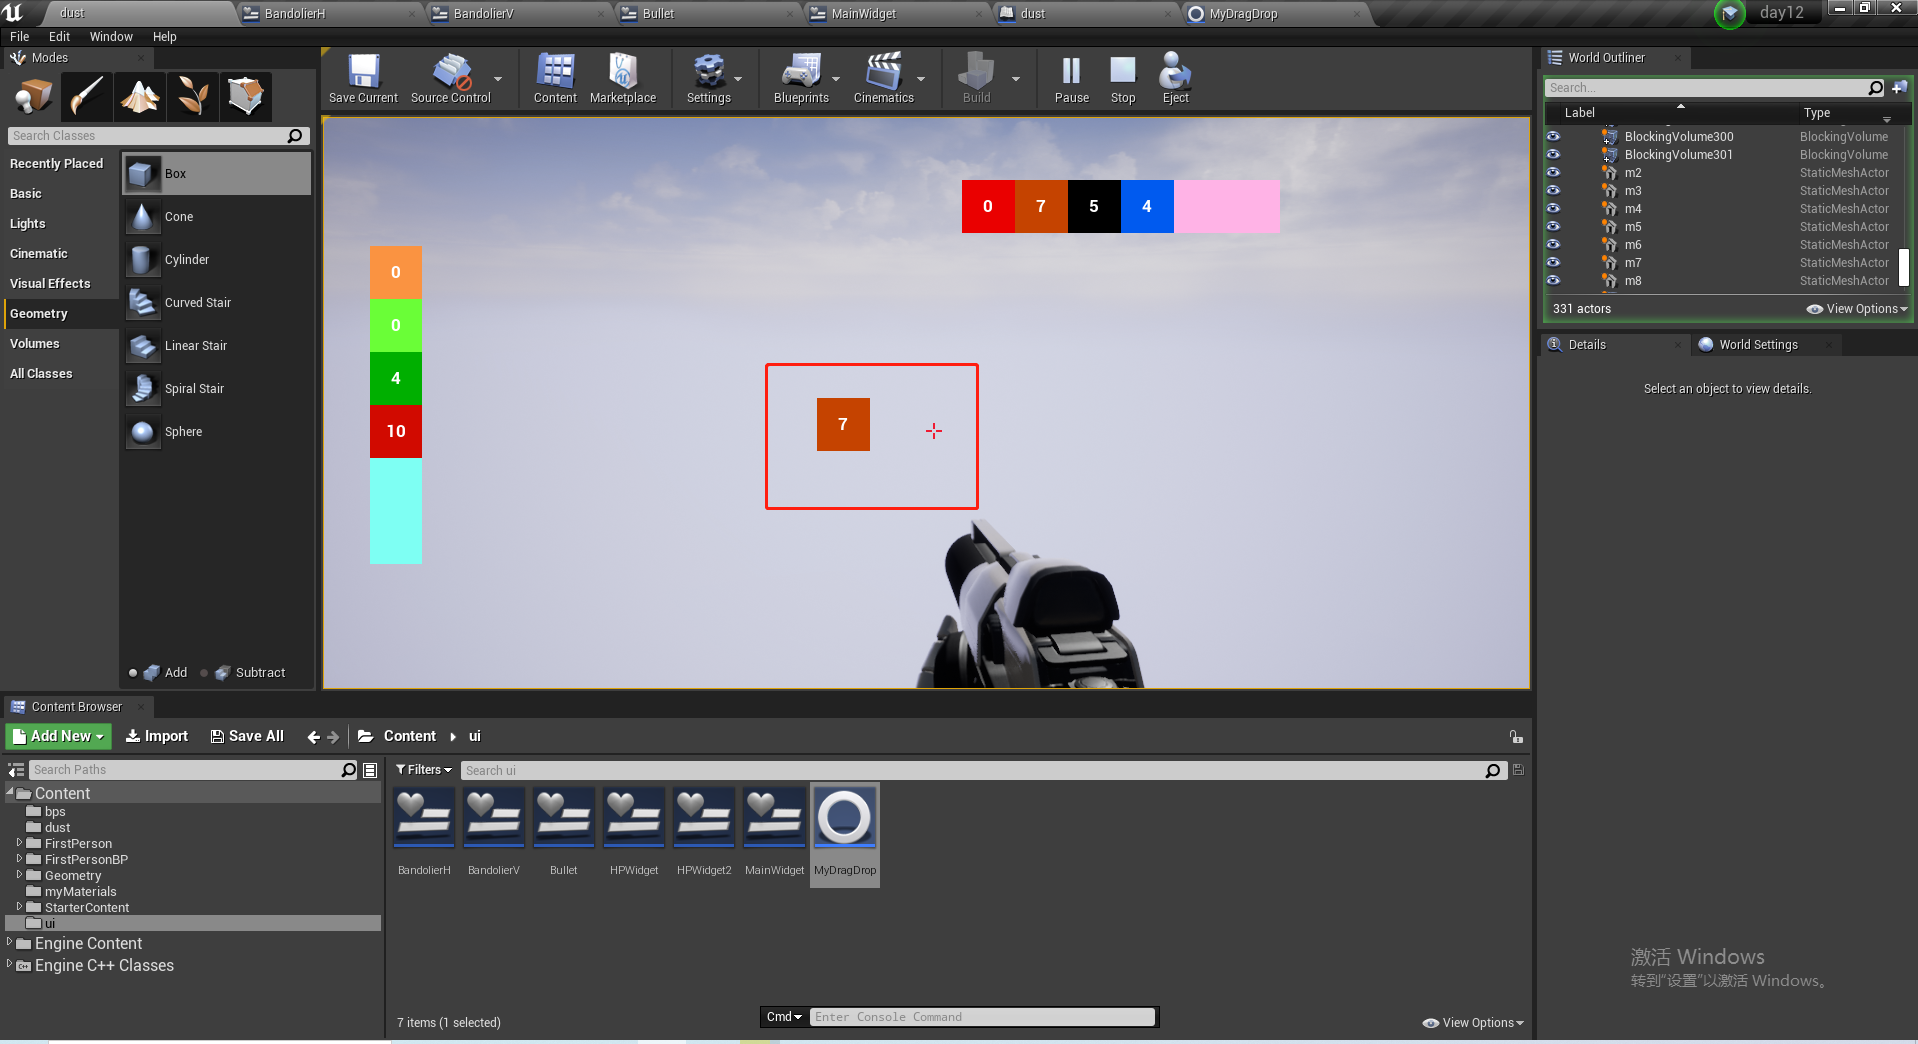 dust
BandolierH
BandolierV
Bullet
MainWidget
dust
MyDragDrop
day12
File Edit Window Help
Modes
Search Classes
Recently Placed
Basic
Lights
Cinematic
Visual Effects
Geometry
Volumes
All Classes
Box
Cone
Cylinder
Curved Stair
Linear Stair
Spiral Stair
Sphere
Add Subtract
Save Current
Source Control
Content
Marketplace
Settings
Blueprints
Cinematics
Build
Pause
Stop
Eject
0 7 5 4
0
0
4
10
7
World Outliner
Search...
Label Type
BlockingVolume300 BlockingVolume
BlockingVolume301 BlockingVolume
m2 StaticMeshActor
m3 StaticMeshActor
m4 StaticMeshActor
m5 StaticMeshActor
m6 StaticMeshActor
m7 StaticMeshActor
m8 StaticMeshActor
331 actors View Options
Details
World Settings
Select an object to view details.
Content Browser
Add New Import Save All Content ui
Search Paths
Content
bps
dust
FirstPerson
FirstPersonBP
Geometry
myMaterials
StarterContent
ui
Engine Content
Engine C++ Classes
Filters Search ui
BandolierH BandolierV Bullet HPWidget HPWidget2 MainWidget MyDragDrop
7 items (1 selected)
Cmd Enter Console Command
View Options
激活 Windows
转到"设置"以激活 Windows。